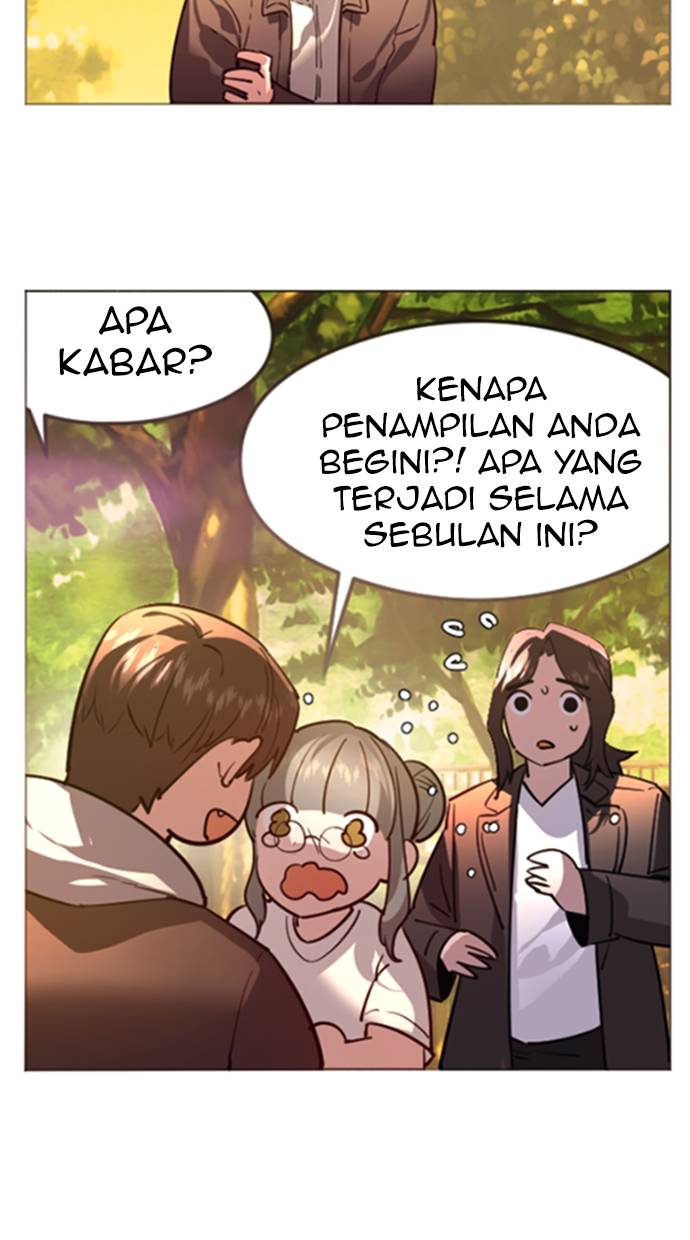 APA
KABAR?
KENAPA
PENAMPILAN ANDA
BEGINI?! APA YANG
TERJADI SELAMA
SEBULAN INI?